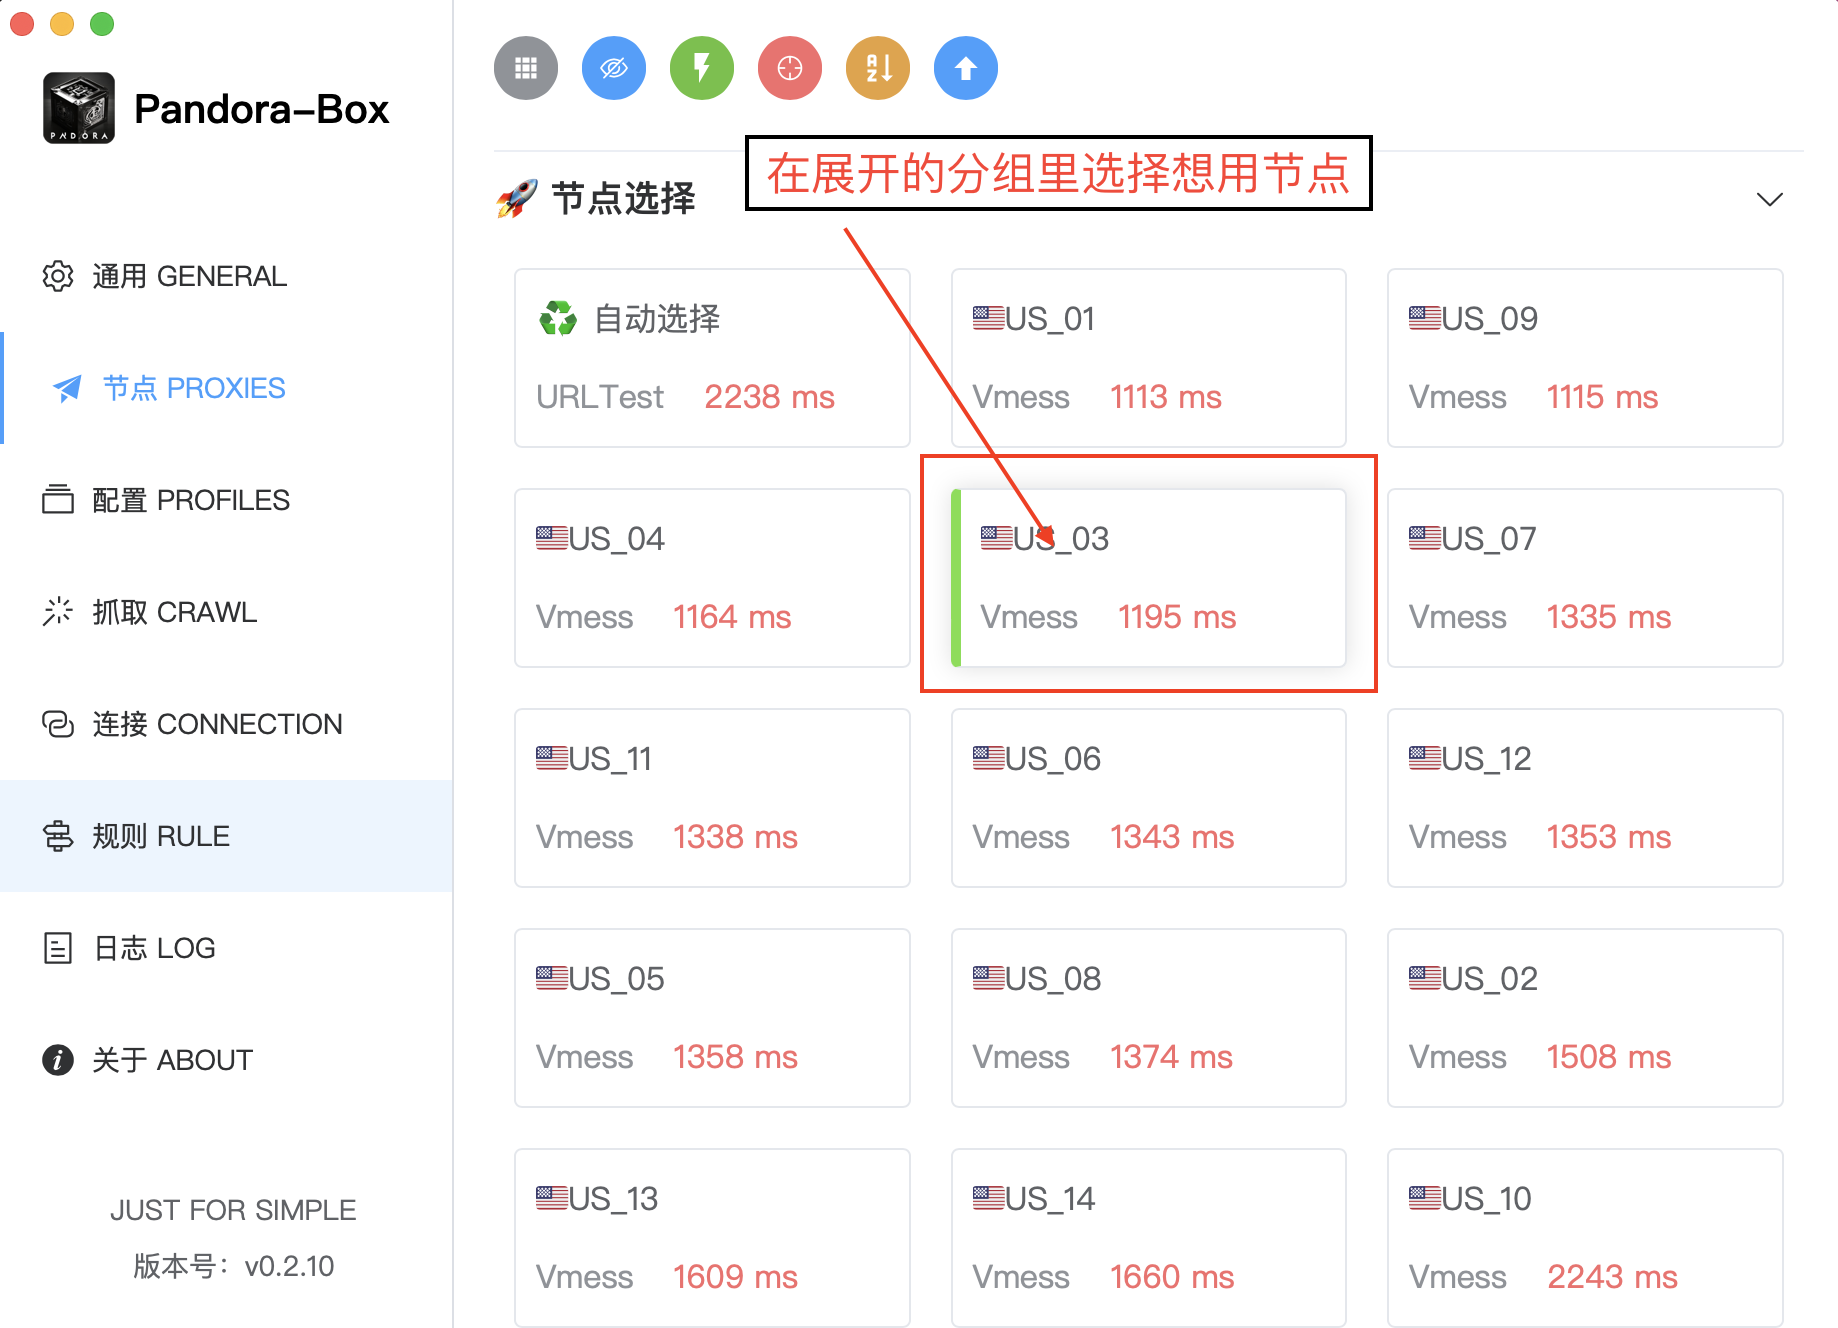 PANDORA
Pandora-Box
通用 GENERAL
节点 PROXIES
配置 PROFILES
抓取 CRAWL
连接 CONNECTION
规则 RULE
日志 LOG
关于 ABOUT
JUST FOR SIMPLE
版本号：v0.2.10
A
Z
在展开的分组里选择想用节点
节点选择
自动选择
URLTest 2238 ms
US_01
Vmess 1113 ms
US_09
Vmess 1115 ms
US_04
Vmess 1164 ms
US_03
Vmess 1195 ms
US_07
Vmess 1335 ms
US_11
Vmess 1338 ms
US_06
Vmess 1343 ms
US_12
Vmess 1353 ms
US_05
Vmess 1358 ms
US_08
Vmess 1374 ms
US_02
Vmess 1508 ms
US_13
Vmess 1609 ms
US_14
Vmess 1660 ms
US_10
Vmess 2243 ms